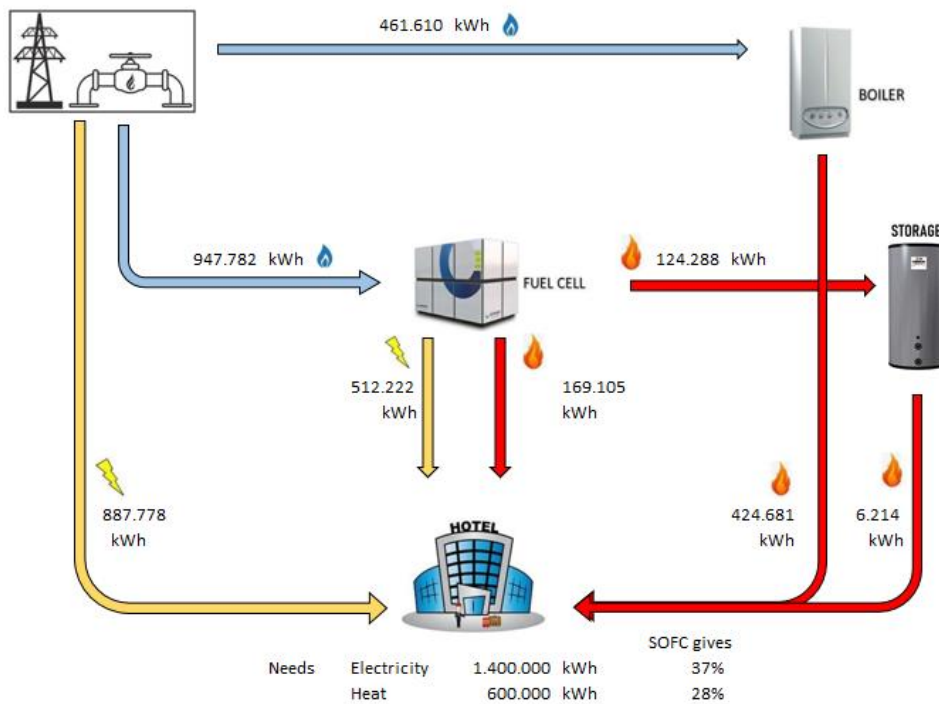 461.610 kWh
BOILER
STORAGE
947.782 kWh
FUEL CELL
124.288 kWh
512.222
kWh
169.105
kWh
887.778
kWh
424.681
kWh
6.214
kWh
HOTEL
SOFC gives
Needs Electricity 1.400.000 kWh 37%
Heat 600.000 kWh 28%